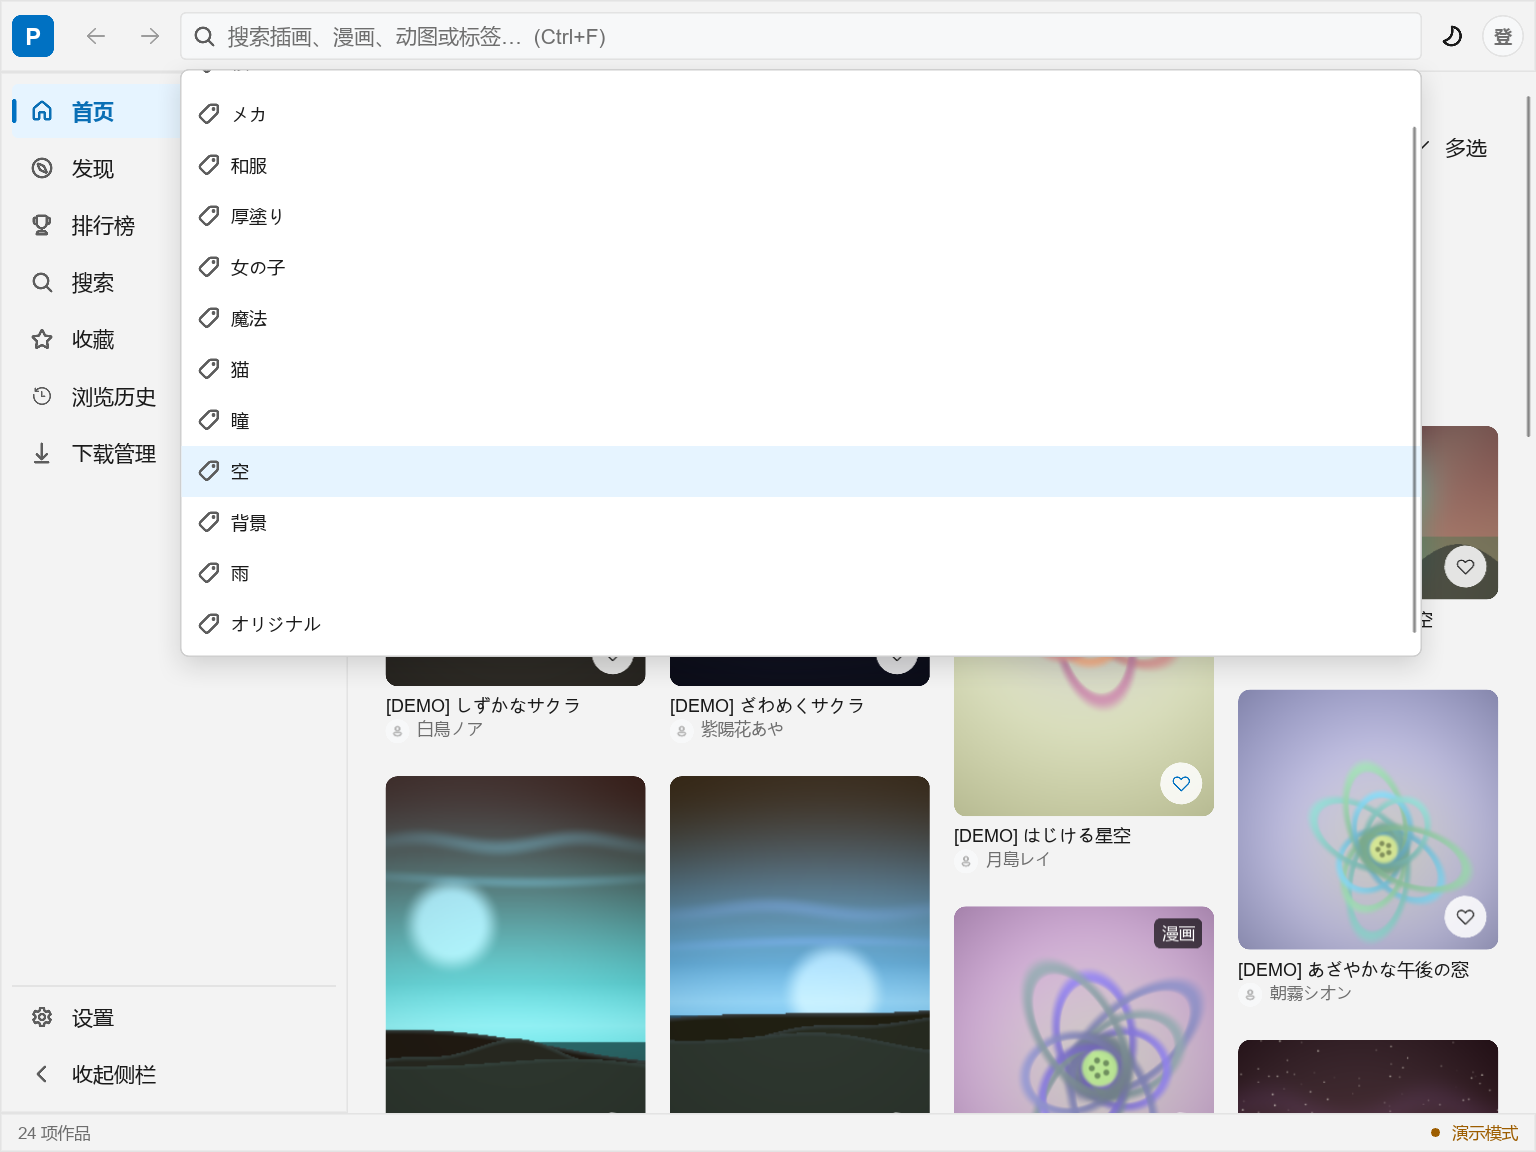 P
搜索插画、漫画、动图或标签… (Ctrl+F)
登
首页
发现
排行榜
搜索
收藏
浏览历史
下载管理
メカ
和服
厚塗り
女の子
魔法
猫
瞳
空
背景
雨
オリジナル
多选
空
[DEMO] しずかなサクラ
白鳥ノア
[DEMO] ざわめくサクラ
紫陽花あや
[DEMO] はじける星空
月島レイ
漫画
[DEMO] あざやかな午後の窓
朝霧シオン
设置
收起侧栏
24 项作品
演示模式